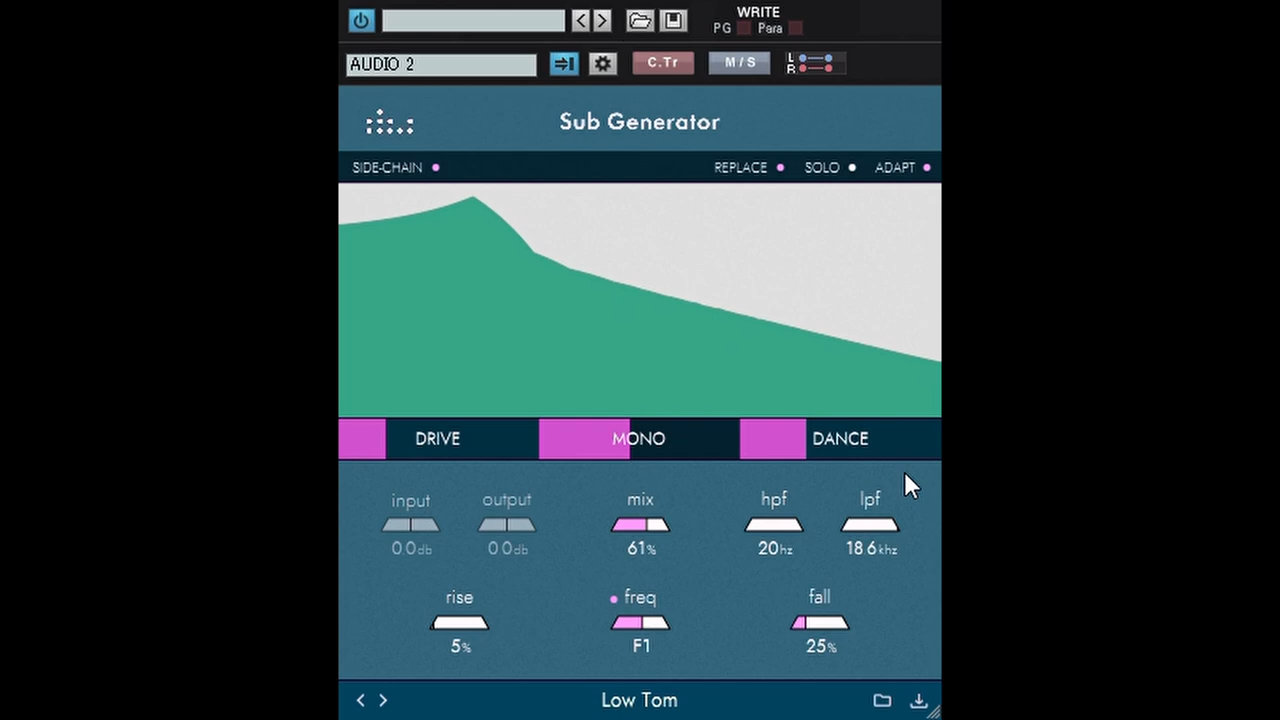 WRITE
PG Para
AUDIO 2
C.Tr
M/S
L
R
Sub Generator
SIDE-CHAIN
REPLACE SOLO ADAPT
DRIVE MONO DANCE
input output mix hpf lpf
0.0db 0.0db 61% 20hz 18.6khz
rise freq fall
5% F1 25%
< > Low Tom